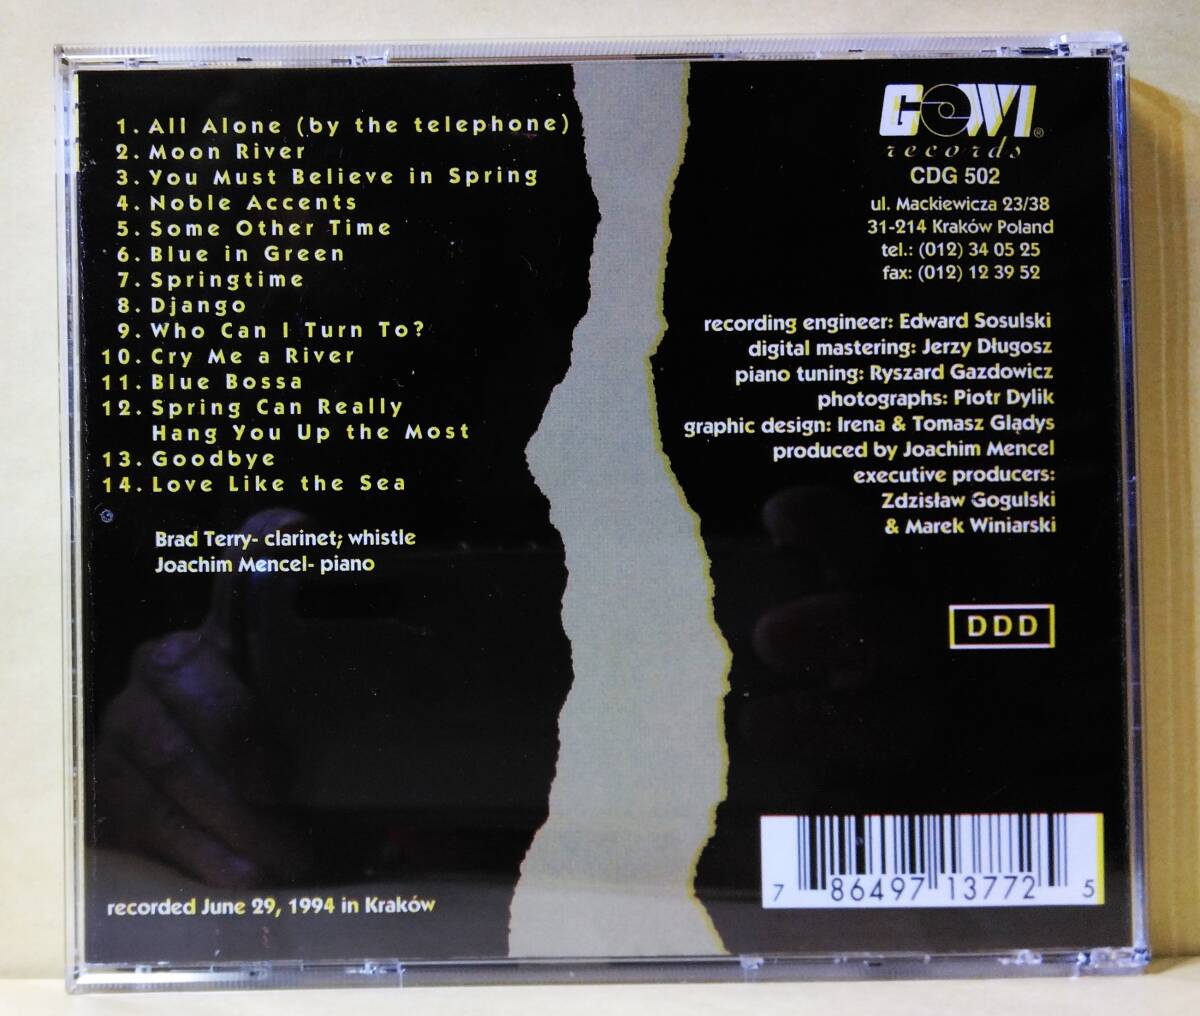 1. All Alone (by the telephone)
2. Moon River
3. You Must Believe in Spring
4. Noble Accents
5. Some Other Time
6. Blue in Green
7. Springtime
8. Django
9. Who Can I Turn To?
10. Cry Me a River
11. Blue Bossa
12. Spring Can Really
Hang You Up the Most
13. Goodbye
14. Love Like the Sea
Brad Terry- clarinet; whistle
Joachim Mencel- piano
recorded June 29, 1994 in Kraków
GOWI®
records
CDG 502
ul. Mackiewicza 23/38
31-214 Kraków Poland
tel.: (012) 34 05 25
fax: (012) 12 39 52
recording engineer: Edward Sosulski
digital mastering: Jerzy Długosz
piano tuning: Ryszard Gazdowicz
photographs: Piotr Dylik
graphic design: Irena & Tomasz Glądys
produced by Joachim Mencel
executive producers:
Zdzisław Gogulski
& Marek Winiarski
DDD
7 86497 13772 5